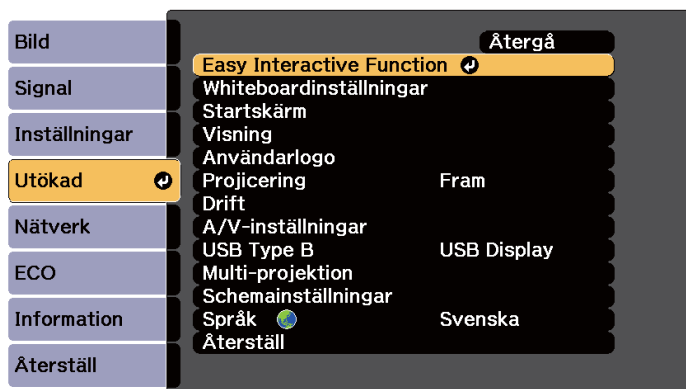 Bild
Signal
Inställningar
Utökad
Nätverk
ECO
Information
Återställ
Återgå
Easy Interactive Function
Whiteboardinställningar
Startskärm
Visning
Användarlogo
Projicering Fram
Drift
A/V-inställningar
USB Type B USB Display
Multi-projektion
Schemainställningar
Språk Svenska
Återställ